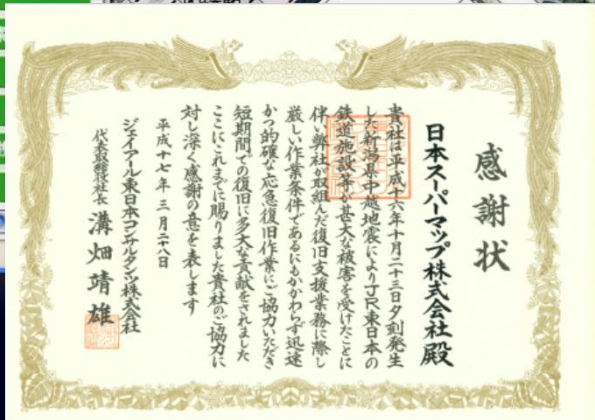 感謝状
日本スーパーマップ株式会社殿
貴社は平成十六年十月二十三日夕刻発生
した新潟県中越地震によりJR東日本の
鉄道施設等が甚大な被害を受けたことに
伴い弊社が取組んだ復旧支援業務に際し
厳しい作業条件であるにもかかわらず迅速
かつ的確な応急復旧作業にご協力いただき
短期間での復旧に多大な貢献をされました
ここにこれまでに賜りました貴社のご協力に
対し深く感謝の意を表します
平成十七年三月二八日
ジェイアール東日本コンサルタンツ株式会社
代表取締役社長 溝畑靖雄